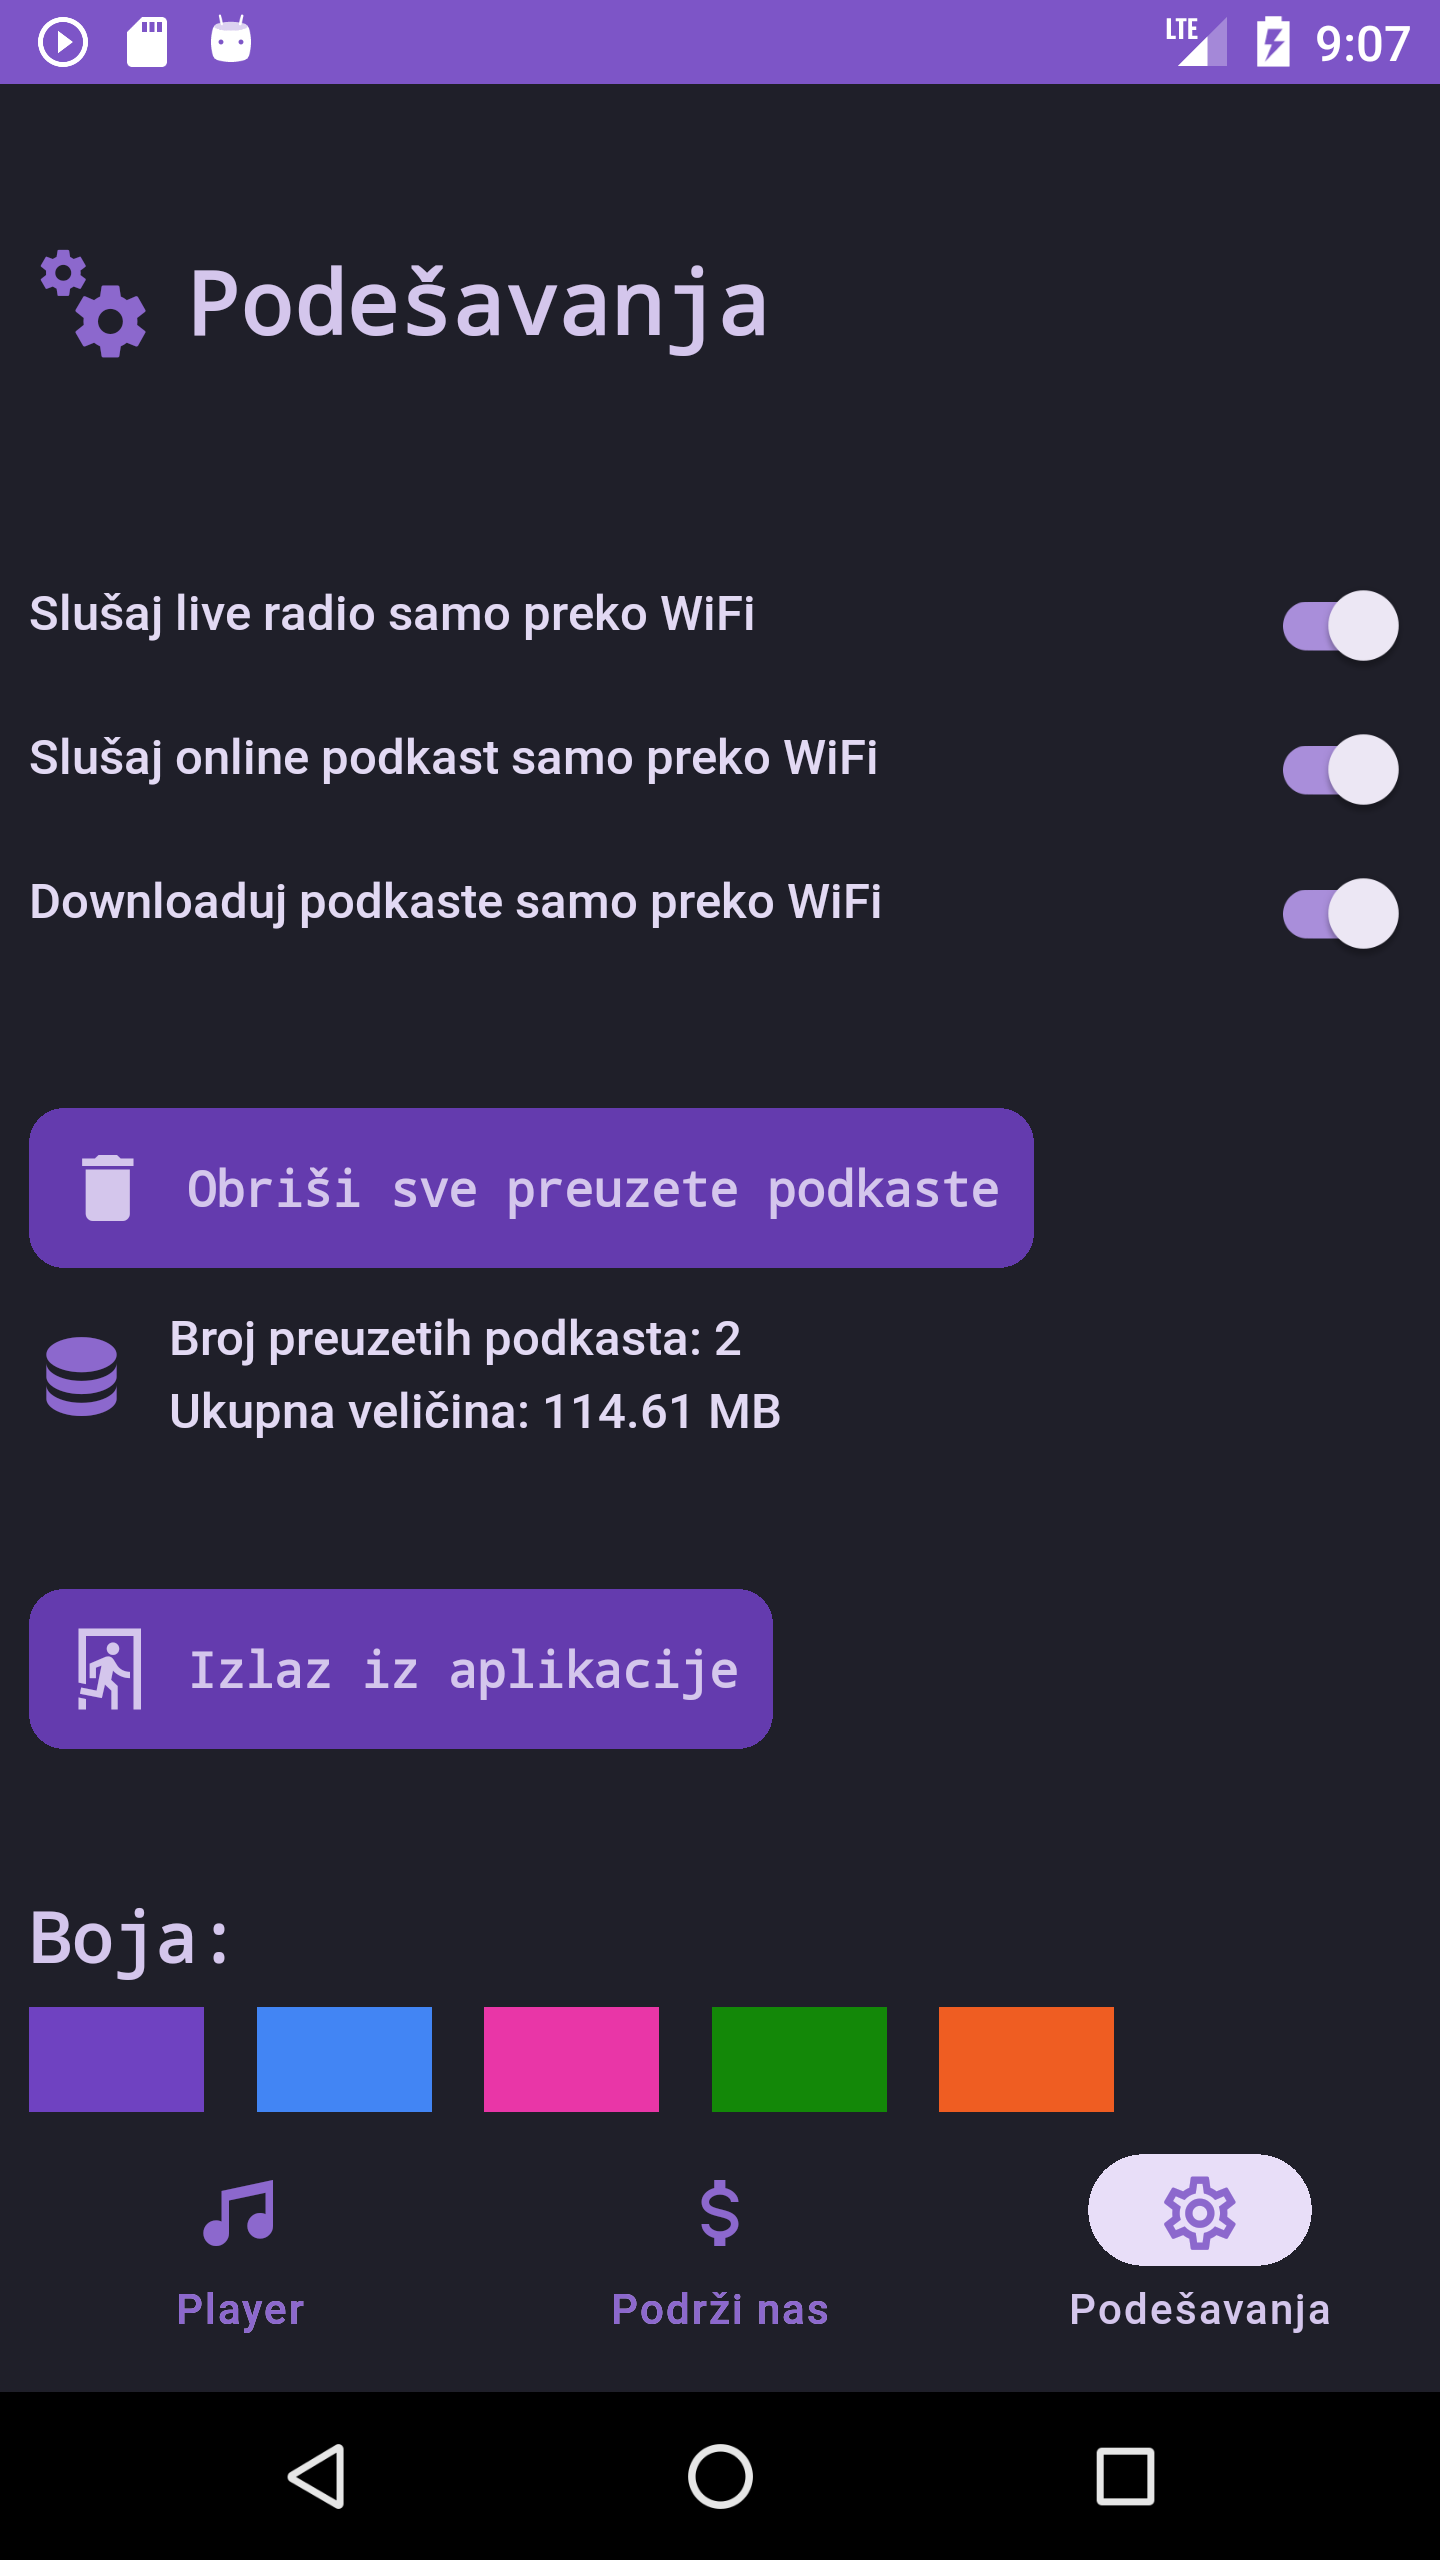 LTE 9:07
Podešavanja
Slušaj live radio samo preko WiFi
Slušaj online podkast samo preko WiFi
Downloaduj podkaste samo preko WiFi
Obriši sve preuzete podkaste
Broj preuzetih podkasta: 2
Ukupna veličina: 114.61 MB
Izlaz iz aplikacije
Boja:
Player Podrži nas Podešavanja